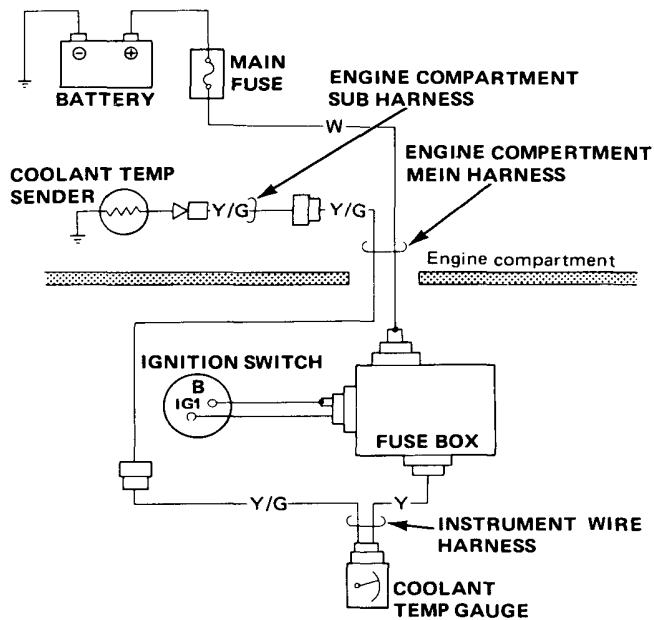 MAIN
FUSE
BATTERY
ENGINE COMPARTMENT
SUB HARNESS
W
ENGINE COMPERTMENT
MEIN HARNESS
COOLANT TEMP
SENDER
Y/G
Y/G
Engine compartment
IGNITION SWITCH
B
IG1
FUSE BOX
Y/G
Y
INSTRUMENT WIRE
HARNESS
COOLANT
TEMP GAUGE